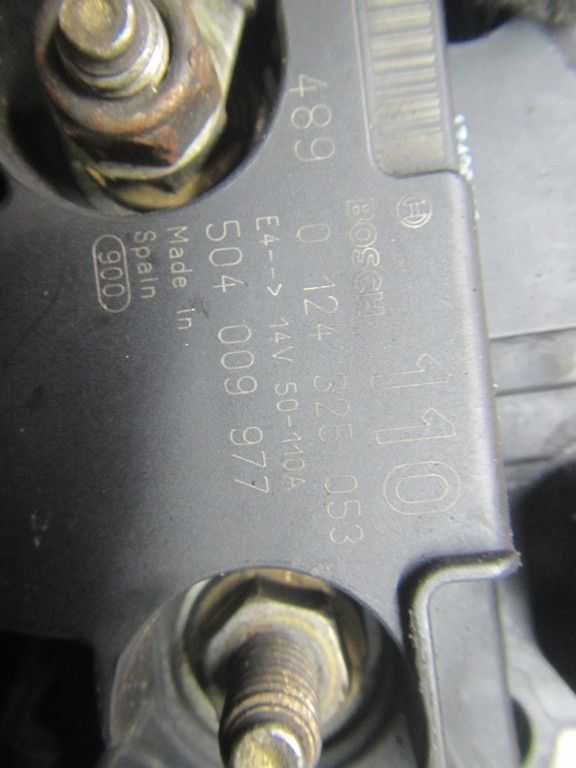 BOSCH 110
489 0 124 325 053
E4--> 14V 50-110A
504 009 977
Made in
Spain
900